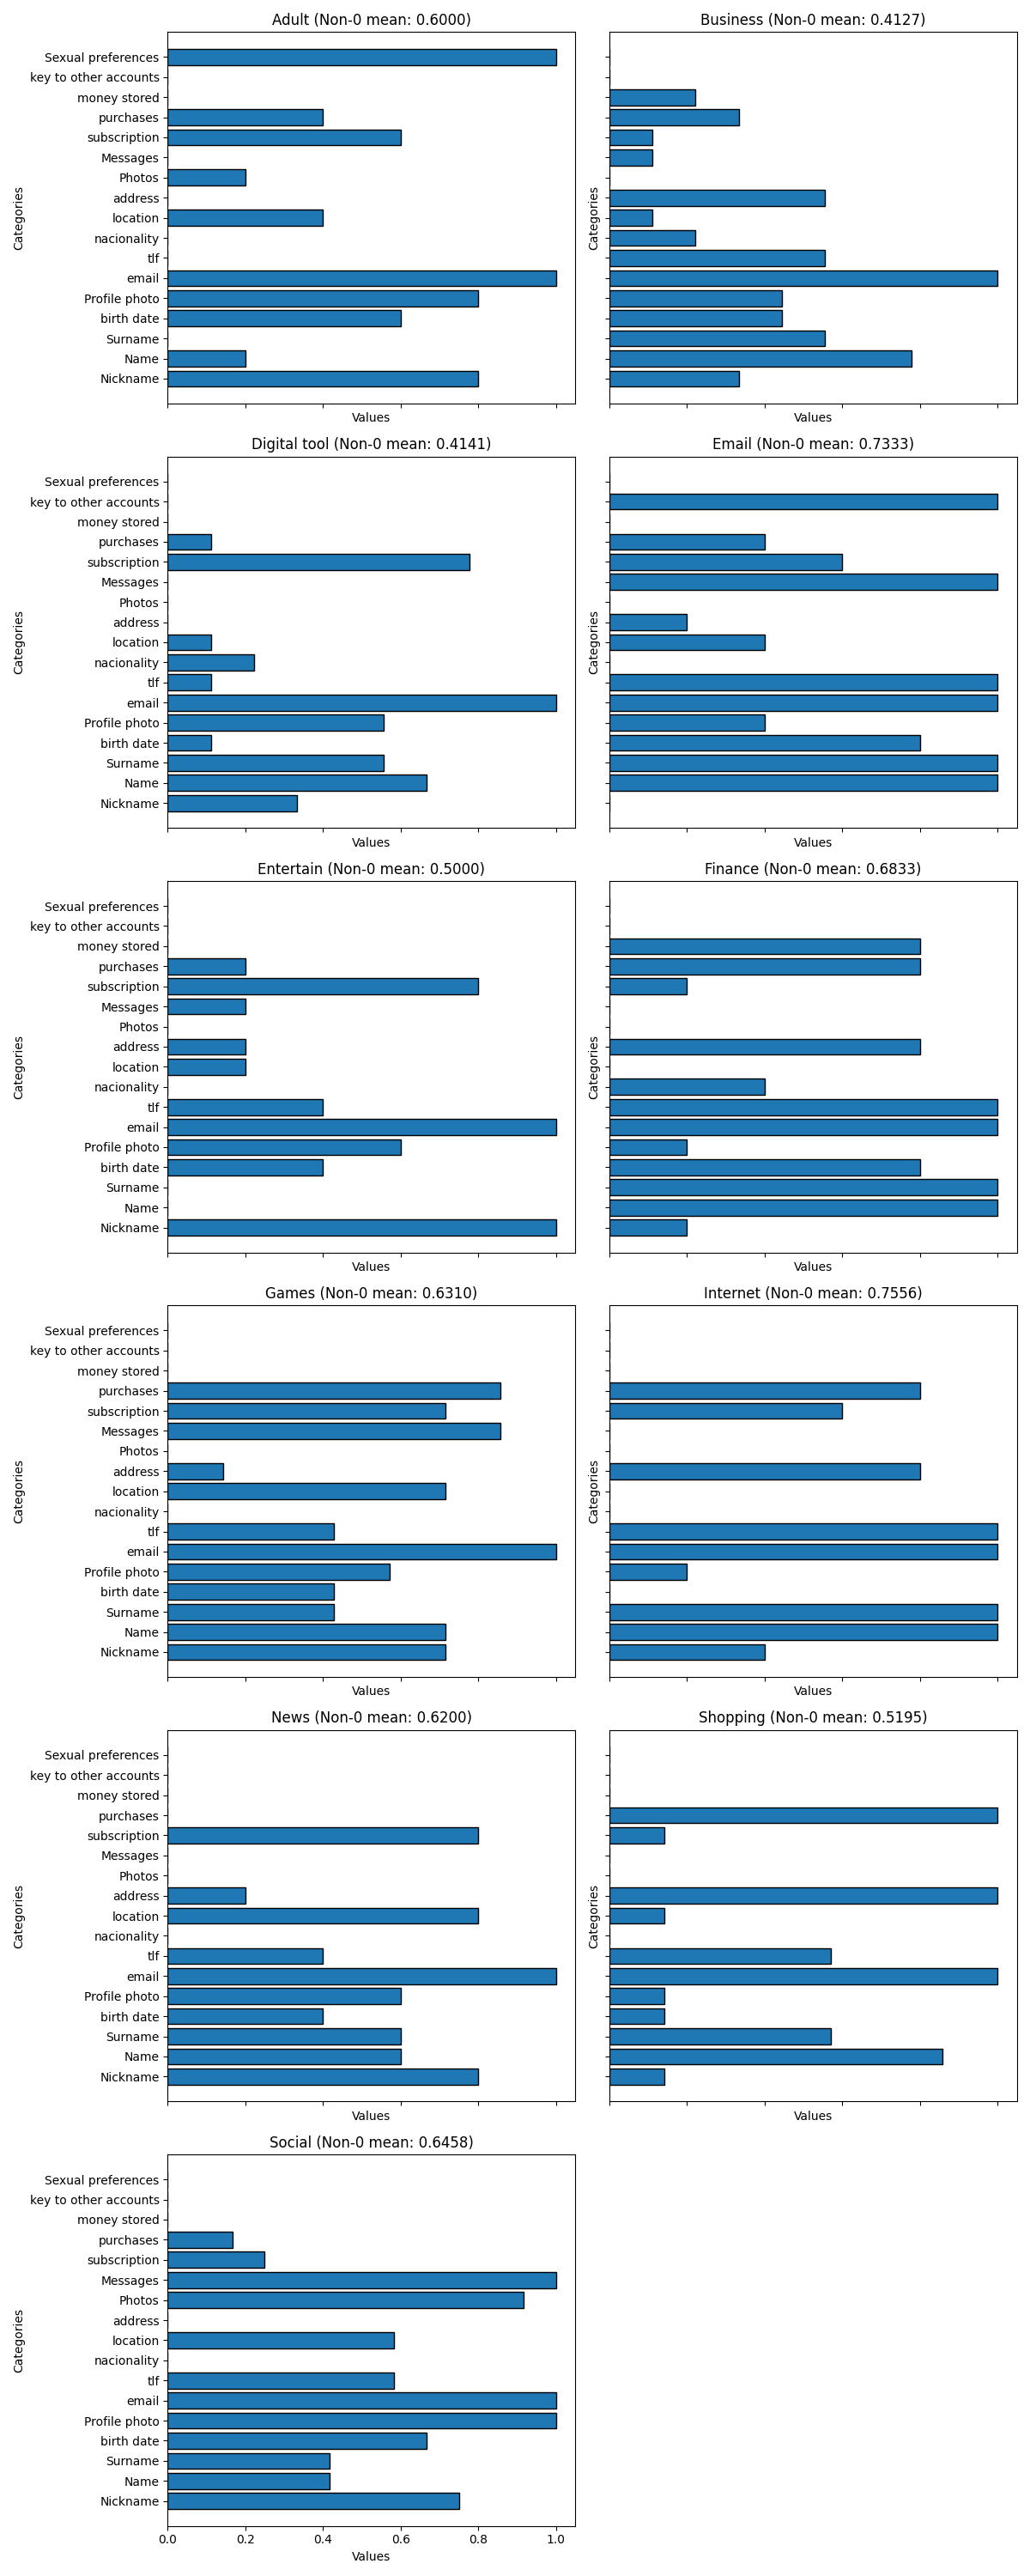 Adult (Non-0 mean: 0.6000)
Categories
Sexual preferences
key to other accounts
money stored
purchases
subscription
Messages
Photos
address
location
nacionality
tlf
email
Profile photo
birth date
Surname
Name
Nickname
Values
Business (Non-0 mean: 0.4127)
Categories
Values
Digital tool (Non-0 mean: 0.4141)
Categories
Sexual preferences
key to other accounts
money stored
purchases
subscription
Messages
Photos
address
location
nacionality
tlf
email
Profile photo
birth date
Surname
Name
Nickname
Values
Email (Non-0 mean: 0.7333)
Categories
Values
Entertain (Non-0 mean: 0.5000)
Categories
Sexual preferences
key to other accounts
money stored
purchases
subscription
Messages
Photos
address
location
nacionality
tlf
email
Profile photo
birth date
Surname
Name
Nickname
Values
Finance (Non-0 mean: 0.6833)
Categories
Values
Games (Non-0 mean: 0.6310)
Categories
Sexual preferences
key to other accounts
money stored
purchases
subscription
Messages
Photos
address
location
nacionality
tlf
email
Profile photo
birth date
Surname
Name
Nickname
Values
Internet (Non-0 mean: 0.7556)
Categories
Values
News (Non-0 mean: 0.6200)
Categories
Sexual preferences
key to other accounts
money stored
purchases
subscription
Messages
Photos
address
location
nacionality
tlf
email
Profile photo
birth date
Surname
Name
Nickname
Values
Shopping (Non-0 mean: 0.5195)
Categories
Values
Social (Non-0 mean: 0.6458)
Categories
Sexual preferences
key to other accounts
money stored
purchases
subscription
Messages
Photos
address
location
nacionality
tlf
email
Profile photo
birth date
Surname
Name
Nickname
0.0 0.2 0.4 0.6 0.8 1.0
Values